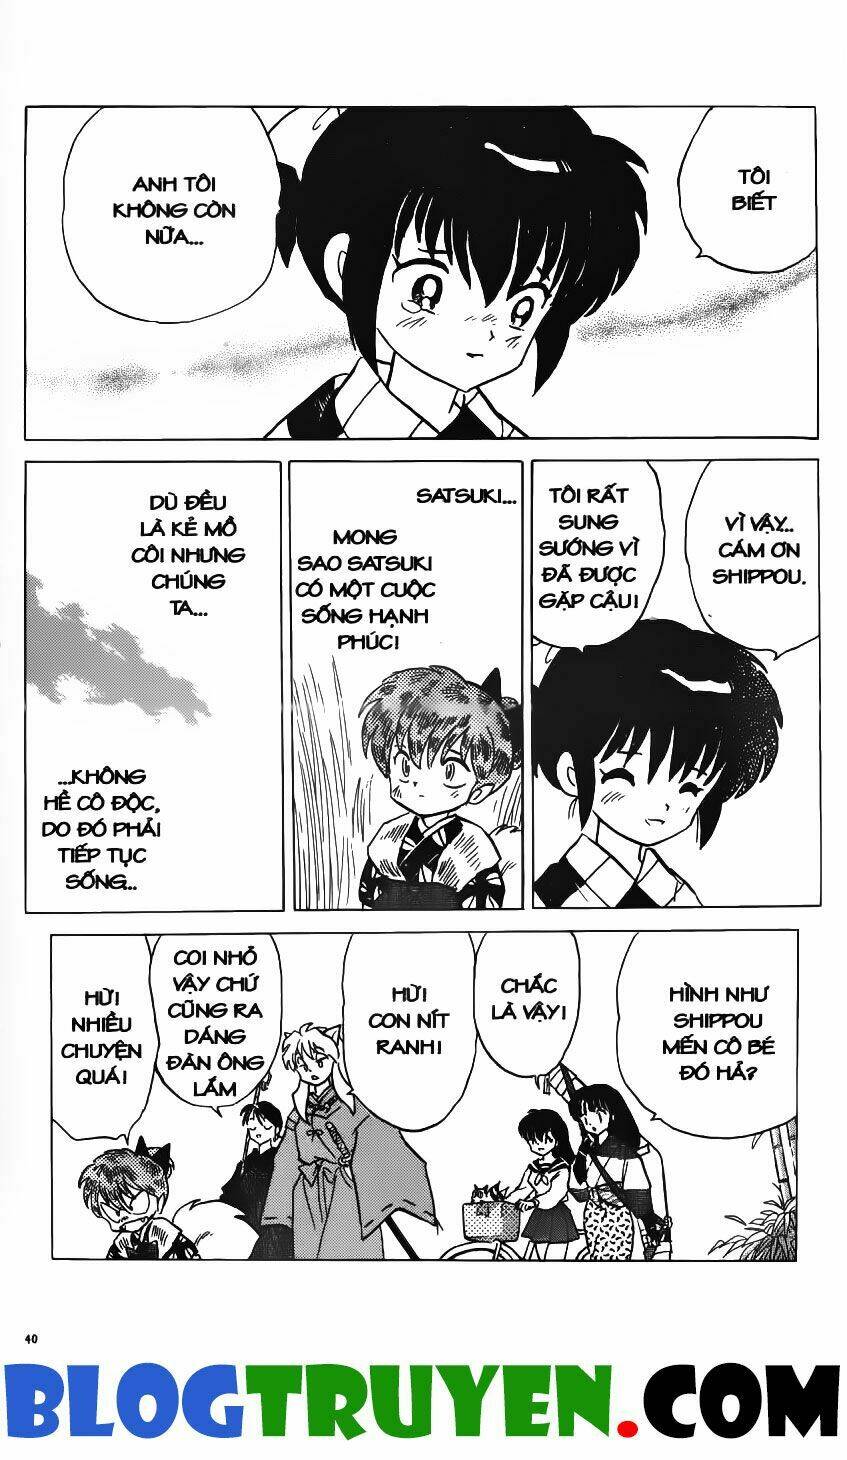 TÔI
BIẾT
ANH TÔI
KHÔNG CÒN
NỮA...
VÌ VẬY...
CÁM ƠN
SHIPPOU.
TÔI RẤT
SUNG
SƯỚNG VÌ
ĐÃ ĐƯỢC
GẶP CẬU!
SATSUKI...
MONG
SAO SATSUKI
CÓ MỘT CUỘC
SỐNG HẠNH
PHÚC!
DÙ ĐỀU
LÀ KẺ MỒ
CÔI NHƯNG
CHÚNG
TA...
...KHÔNG
HỀ CÔ ĐỘC,
DO ĐÓ PHẢI
TIẾP TỤC
SỐNG...
HÌNH NHƯ
SHIPPOU
MẾN CÔ BÉ
ĐÓ HẢ?
CHẮC
LÀ VẬY!
HỪ!
CON NÍT
RANH!
COI NHỎ
VẬY CHỨ
CŨNG RA
DÁNG
ĐÀN ÔNG
LẮM
HỪ!
NHIỀU
CHUYỆN
QUÁ!
40
BLOGTRUYEN.COM